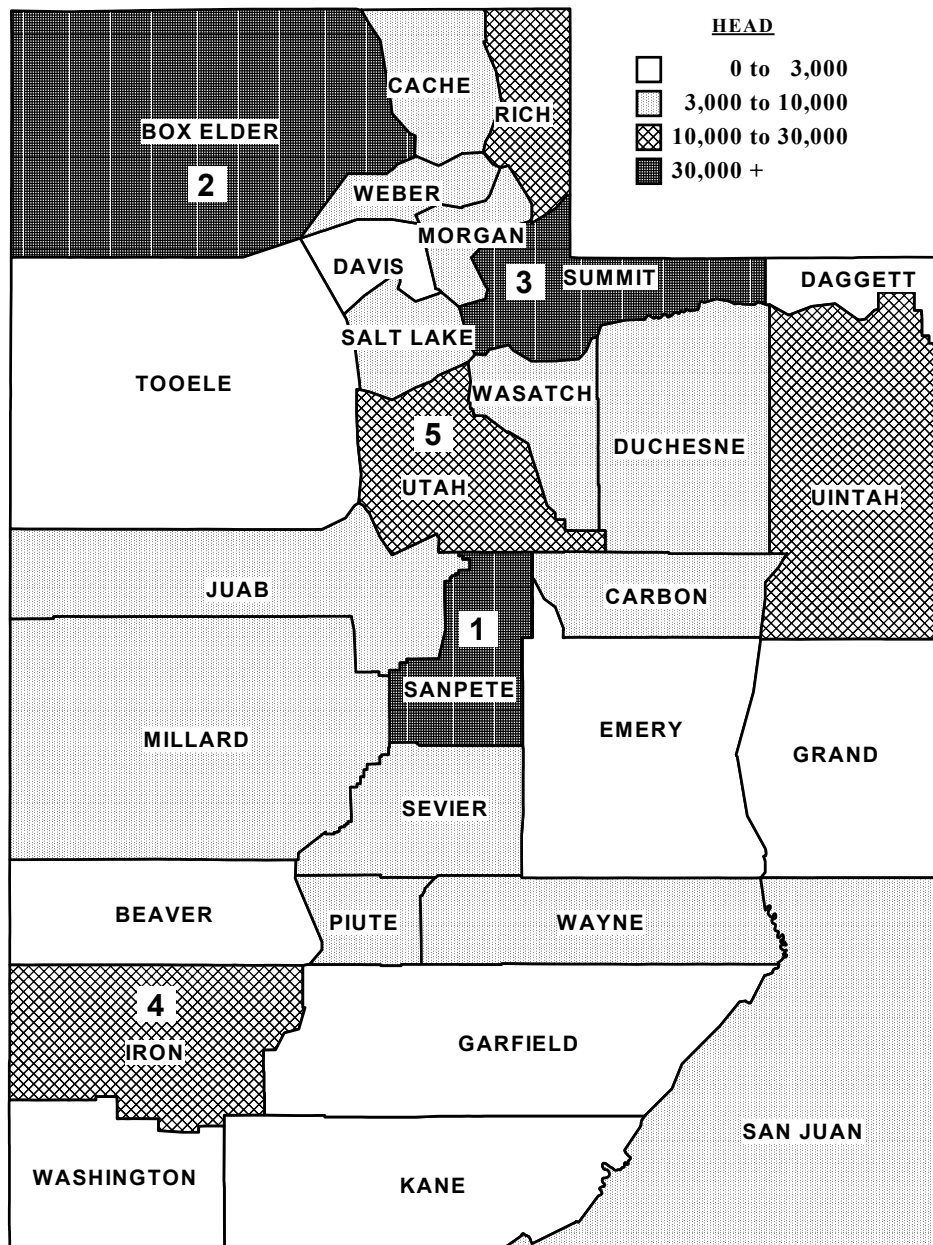 HEAD
0 to 3,000
3,000 to 10,000
10,000 to 30,000
30,000 +
CACHE
RICH
BOX ELDER
2
WEBER
MORGAN
DAVIS
3
SUMMIT
DAGGETT
SALT LAKE
TOOELE
WASATCH
5
UTAH
DUCHESNE
UINTAH
JUAB
CARBON
1
SANPETE
MILLARD
EMERY
GRAND
SEVIER
BEAVER
PIUTE
WAYNE
4
IRON
GARFIELD
SAN JUAN
WASHINGTON
KANE